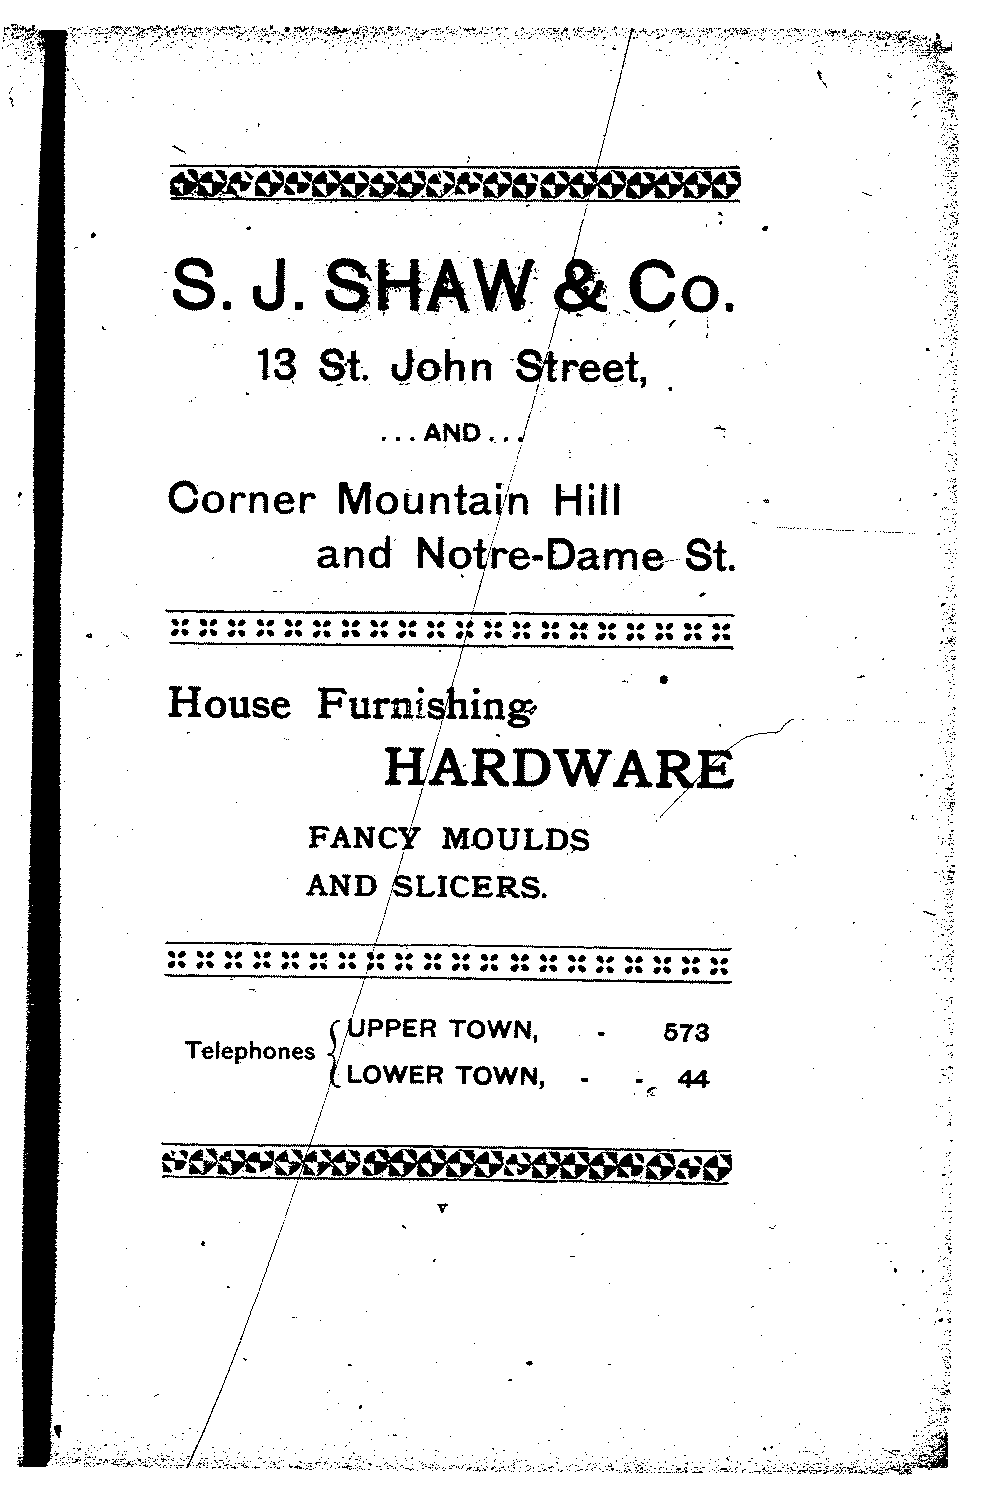 S. J. SHAW & Co.
13 St. John Street,
...AND...
Corner Mountain Hill
and Notre-Dame St.
House Furnishing
HARDWARE
FANCY MOULDS
AND SLICERS.
Telephones { UPPER TOWN, - 573
LOWER TOWN, - - 44